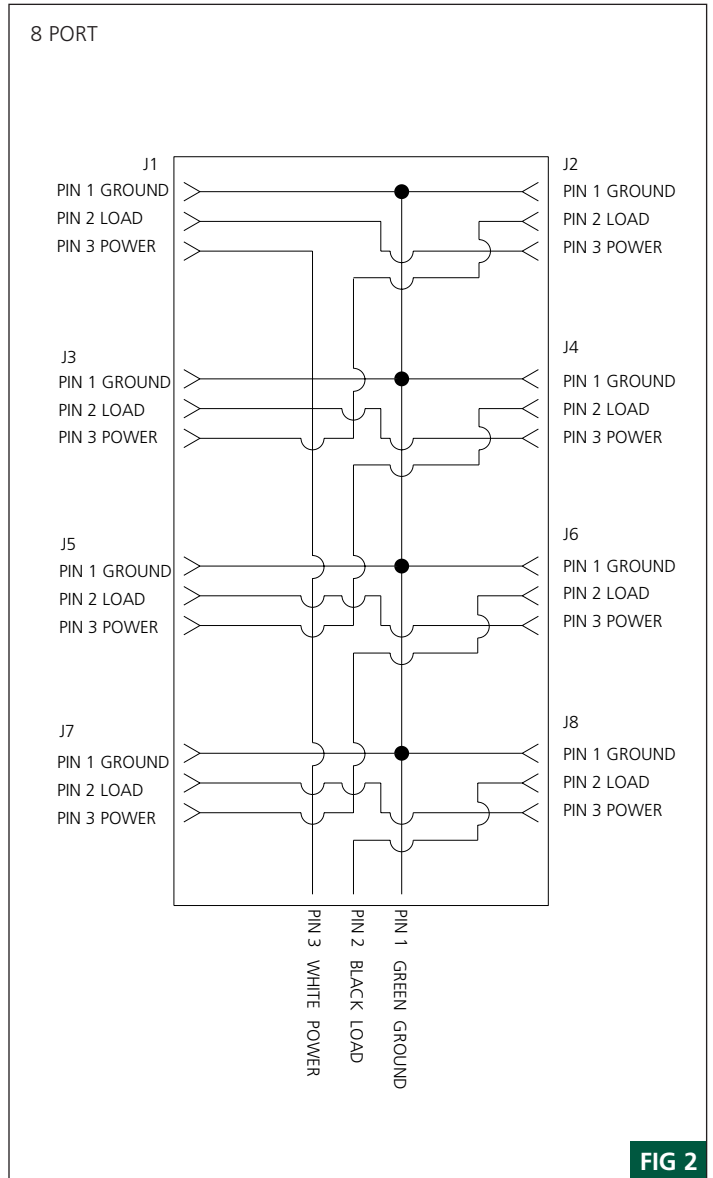 8 PORT
J1
PIN 1 GROUND
PIN 2 LOAD
PIN 3 POWER
J2
PIN 1 GROUND
PIN 2 LOAD
PIN 3 POWER
J3
PIN 1 GROUND
PIN 2 LOAD
PIN 3 POWER
J4
PIN 1 GROUND
PIN 2 LOAD
PIN 3 POWER
J5
PIN 1 GROUND
PIN 2 LOAD
PIN 3 POWER
J6
PIN 1 GROUND
PIN 2 LOAD
PIN 3 POWER
J7
PIN 1 GROUND
PIN 2 LOAD
PIN 3 POWER
J8
PIN 1 GROUND
PIN 2 LOAD
PIN 3 POWER
PIN 3 WHITE POWER
PIN 2 BLACK LOAD
PIN 1 GREEN GROUND
FIG 2